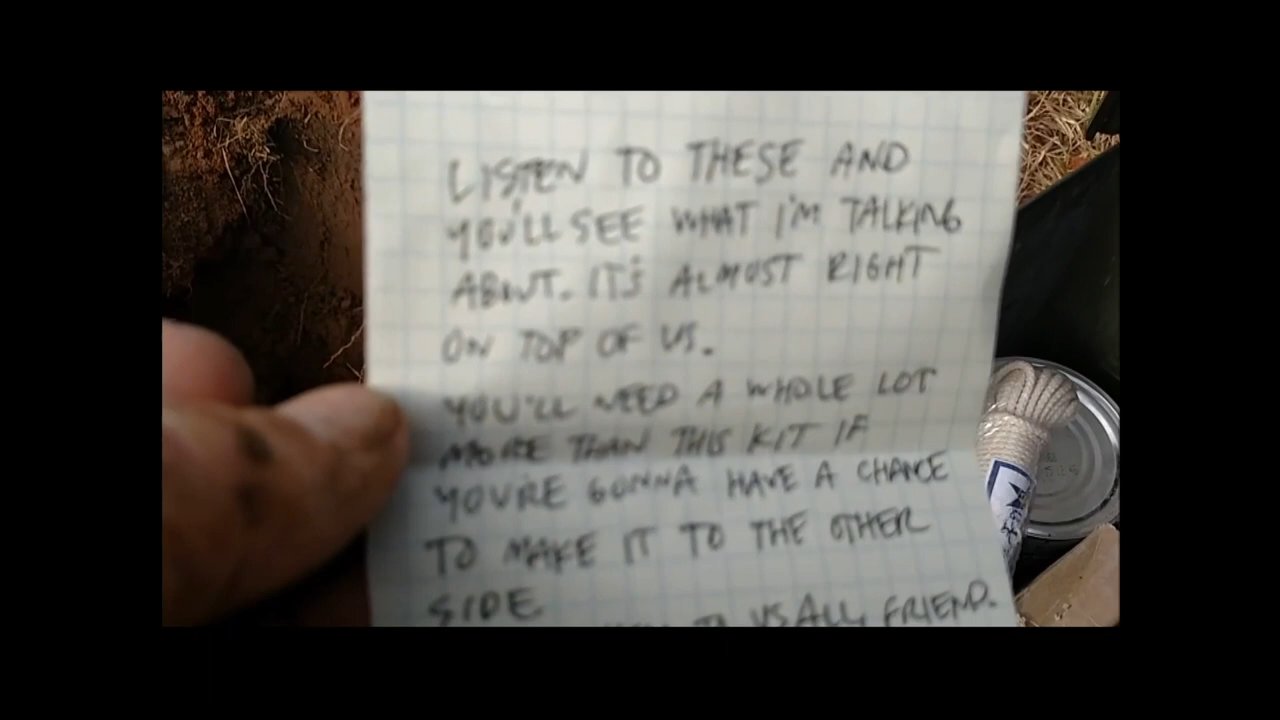 LISTEN TO THESE AND
YOU'LL SEE WHAT I'M TALKING
ABOUT. IT'S ALMOST RIGHT
ON TOP OF US.
YOU'LL NEED A WHOLE LOT
MORE THAN THIS KIT IF
YOU'RE GONNA HAVE A CHANCE
TO MAKE IT TO THE OTHER
SIDE
TO US ALL, FRIEND.